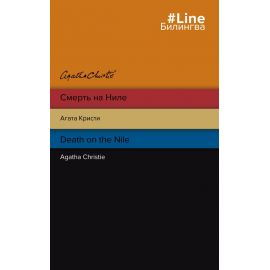 #Line
Билингва
Agatha Christie
Смерть на Ниле
Агата Кристи
Death on the Nile
Agatha Christie